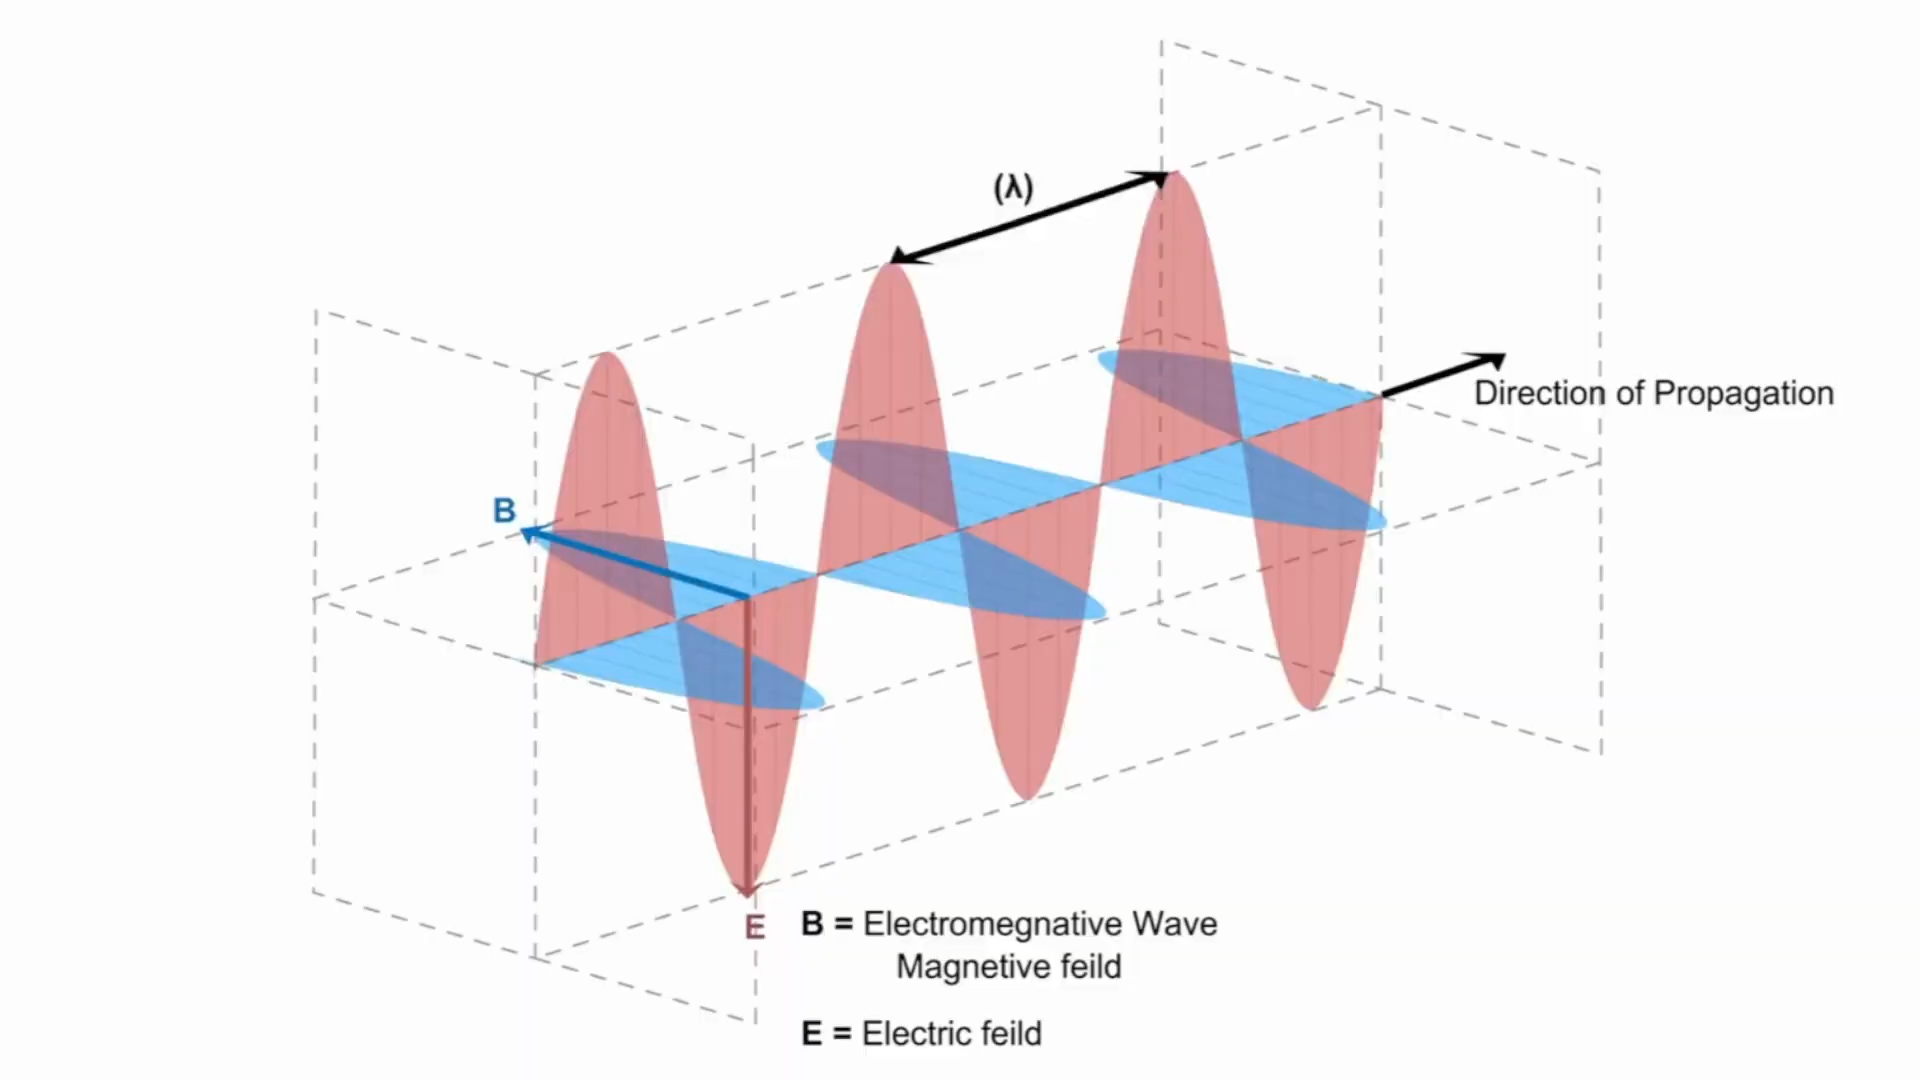 (λ)
Direction of Propagation
B
E
B = Electromegnative Wave
Magnetive feild
E = Electric feild